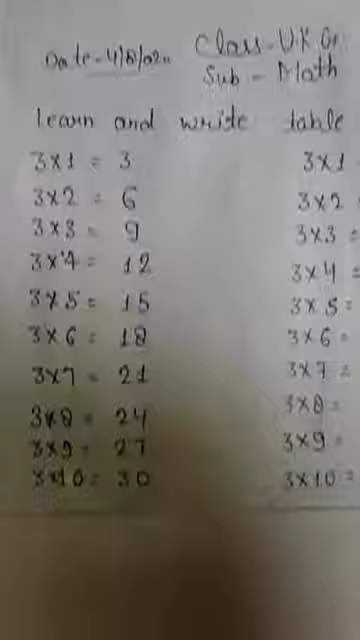 Date - 4/8/020 Class - UKG
Sub - Math
Learn and write table
3x1 = 3 3x1
3x2 = 6 3x2 =
3x3 = 9 3x3 =
3x4 = 12 3x4 =
3x5 = 15 3x5 =
3x6 = 18 3x6 =
3x7 = 21 3x7 =
3x8 = 24 3x8 =
3x9 = 27 3x9 =
3x10 = 30 3x10 =